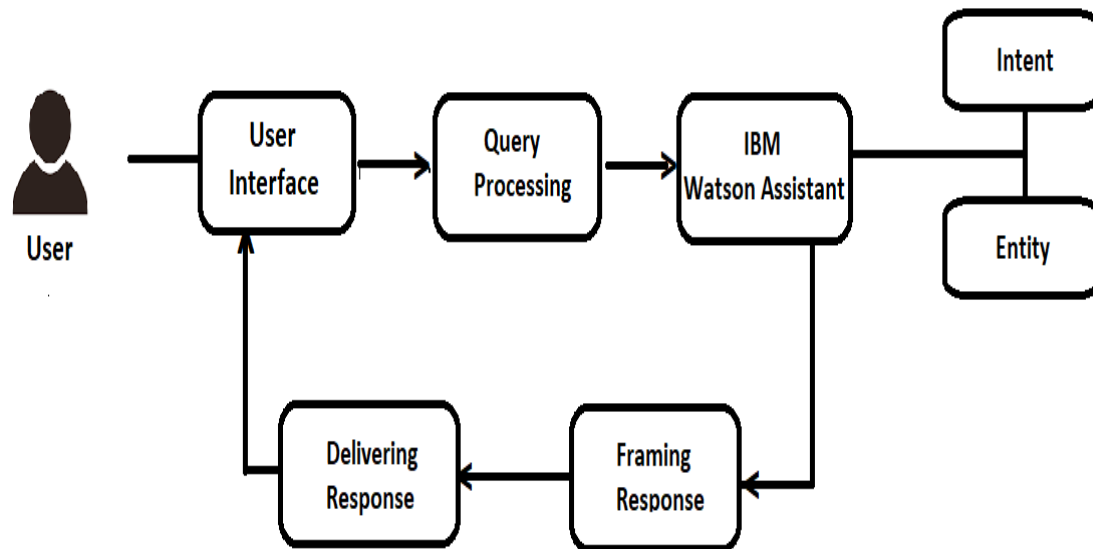 User
User
Interface
Query
Processing
IBM
Watson Assistant
Intent
Entity
Delivering
Response
Framing
Response